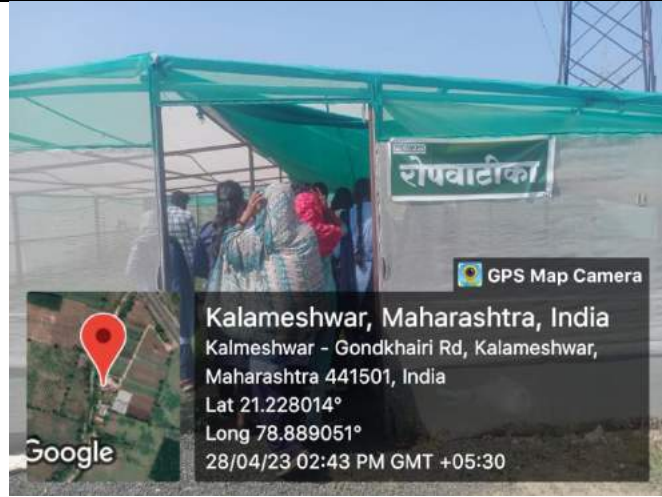 रोपवाटीका
GPS Map Camera
Kalameshwar, Maharashtra, India
Kalmeshwar - Gondkhairi Rd, Kalameshwar,
Maharashtra 441501, India
Lat 21.228014°
Long 78.889051°
28/04/23 02:43 PM GMT +05:30
Google